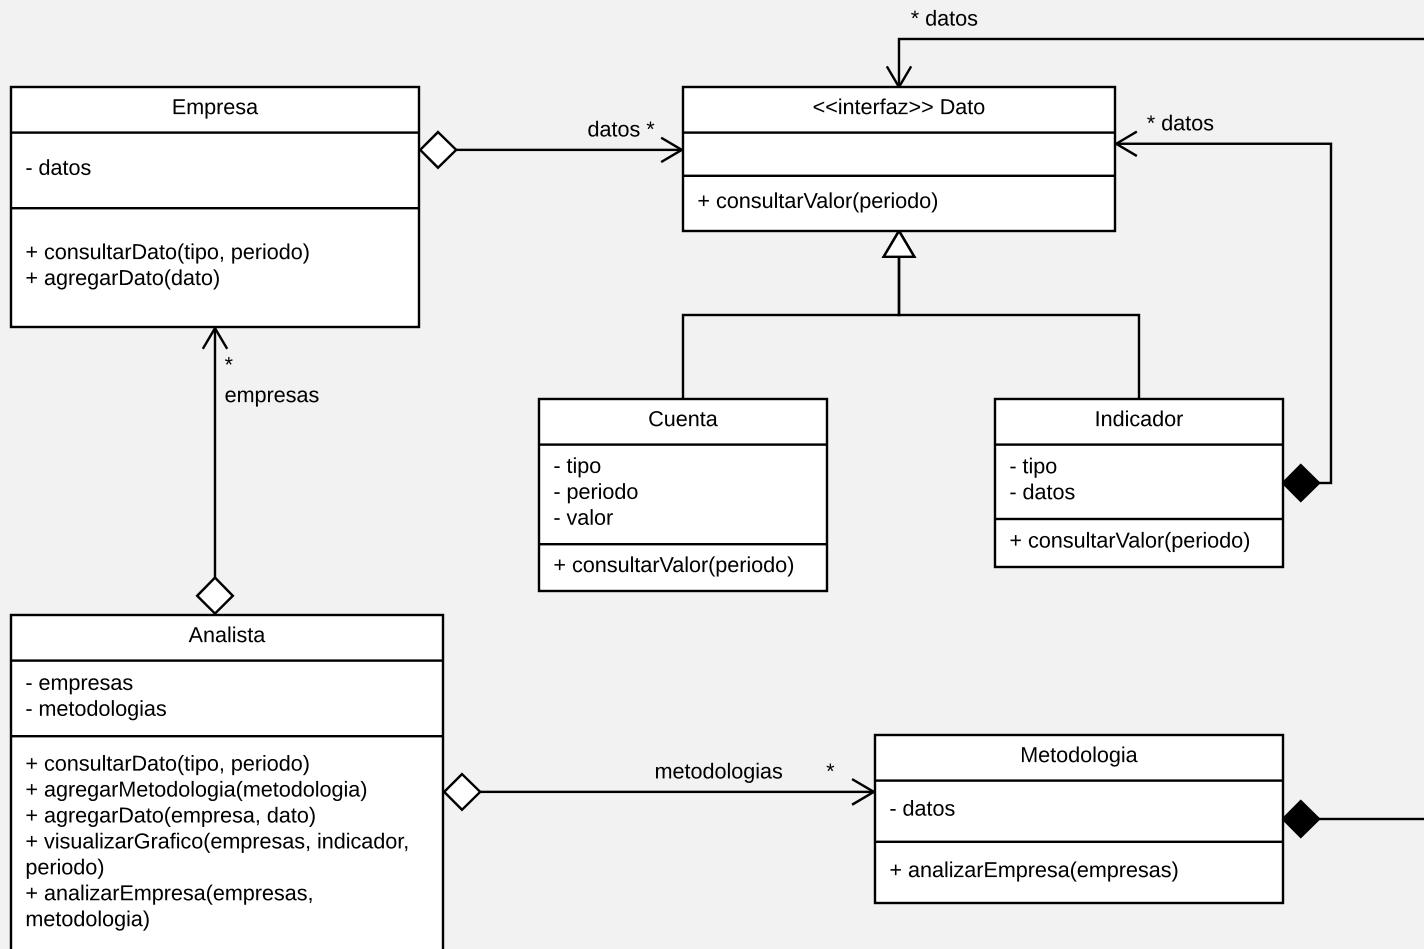 * datos
Empresa
- datos
+ consultarDato(tipo, periodo)
+ agregarDato(dato)
datos *
<<interfaz>> Dato
+ consultarValor(periodo)
* datos
*
empresas
Cuenta
- tipo
- periodo
- valor
+ consultarValor(periodo)
Indicador
- tipo
- datos
+ consultarValor(periodo)
Analista
- empresas
- metodologias
+ consultarDato(tipo, periodo)
+ agregarMetodologia(metodologia)
+ agregarDato(empresa, dato)
+ visualizarGrafico(empresas, indicador,
periodo)
+ analizarEmpresa(empresas,
metodologia)
metodologias *
Metodologia
- datos
+ analizarEmpresa(empresas)